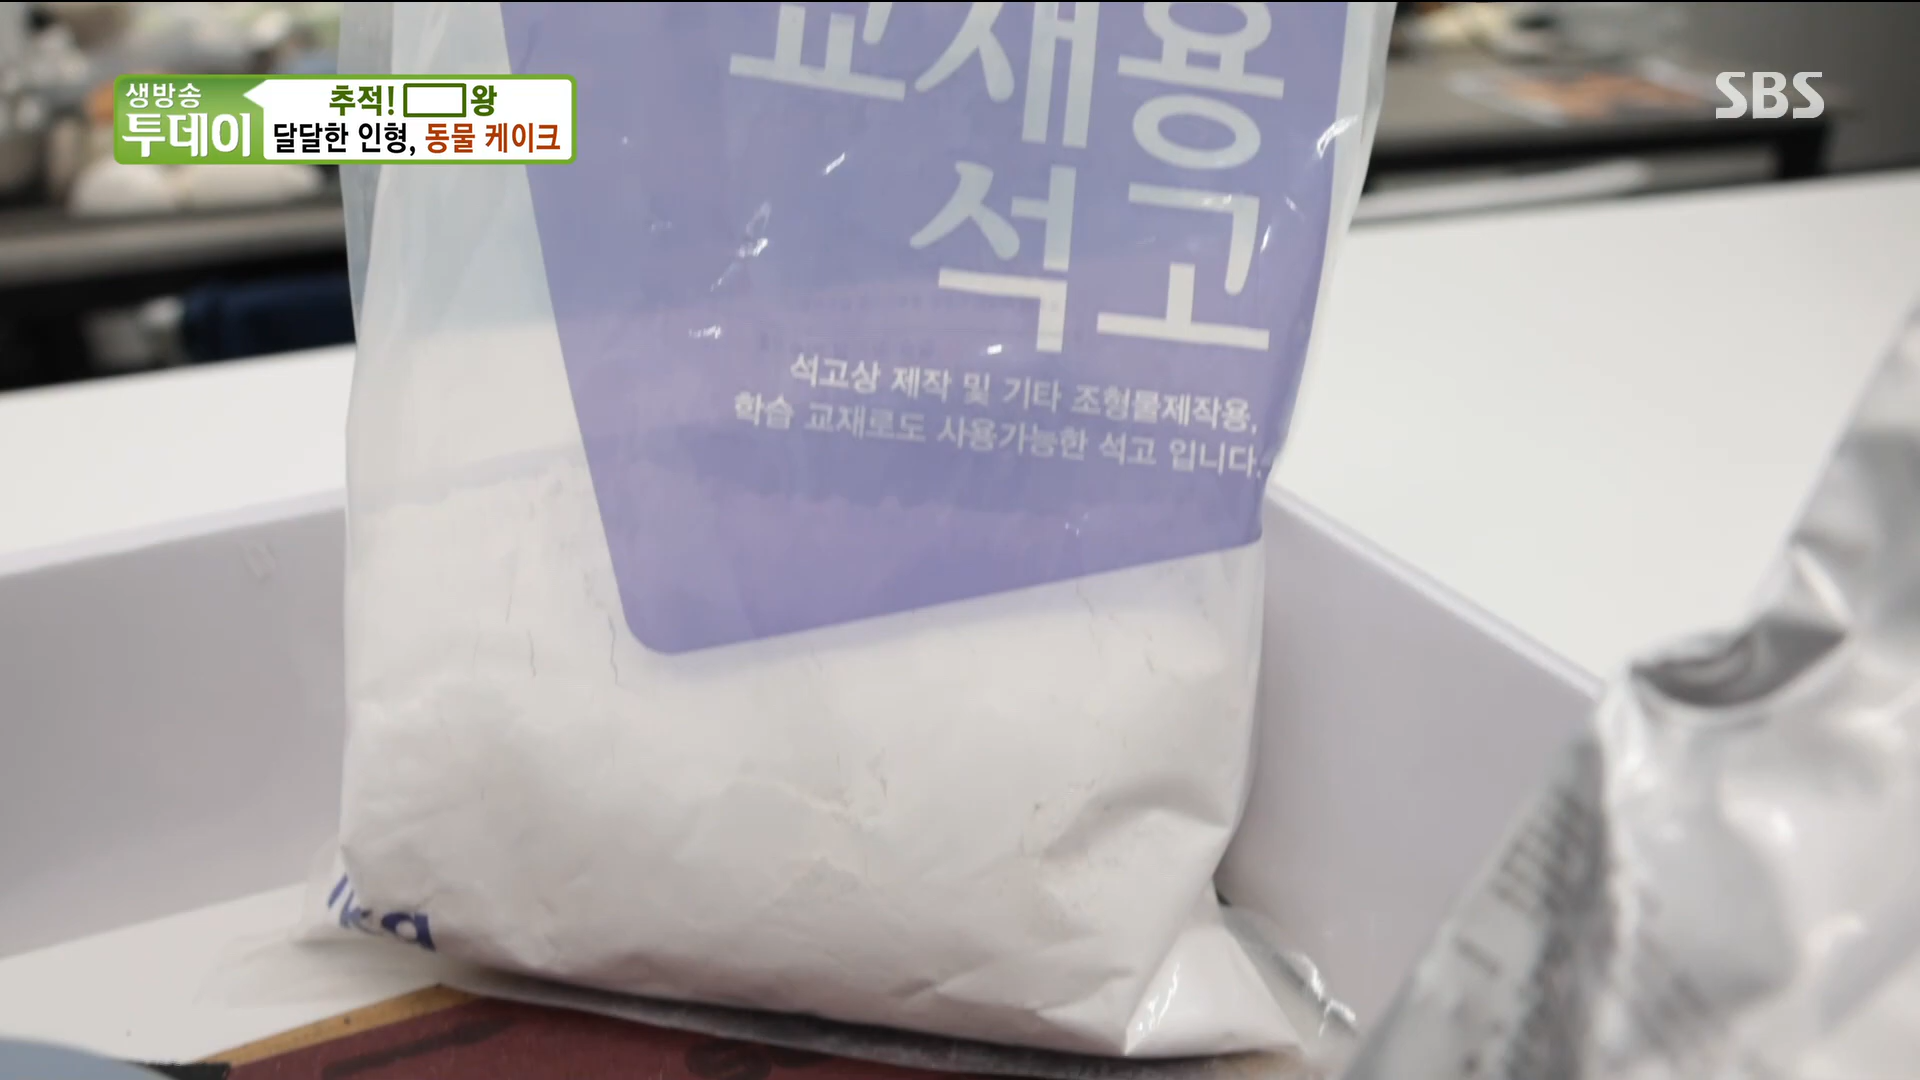 생방송
투데이
추적! 왕
달달한 인형, 동물 케이크
SBS
교재용
석고
석고상 제작 및 기타 조형물제작용,
학습 교재로도 사용가능한 석고 입니다.